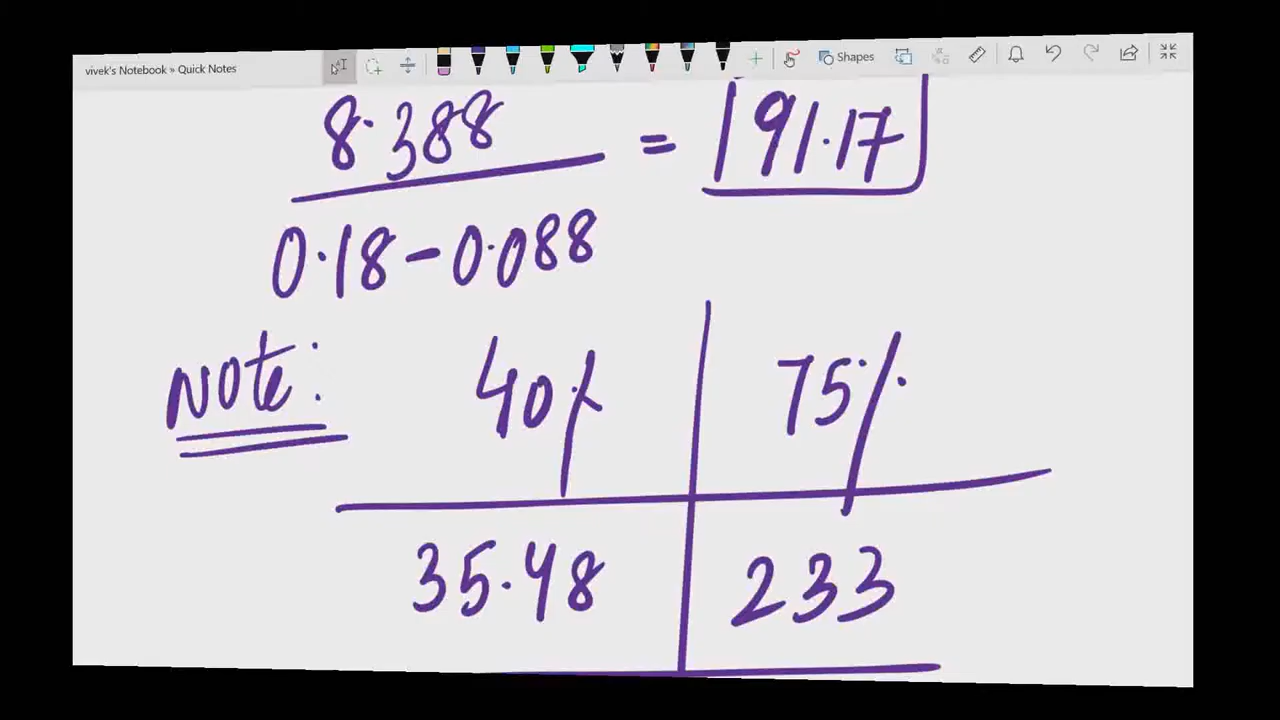 vivek's Notebook » Quick Notes
Shapes
8.388
= 91.17
0.18-0.088
NOte:
40% 75%
35.48 233